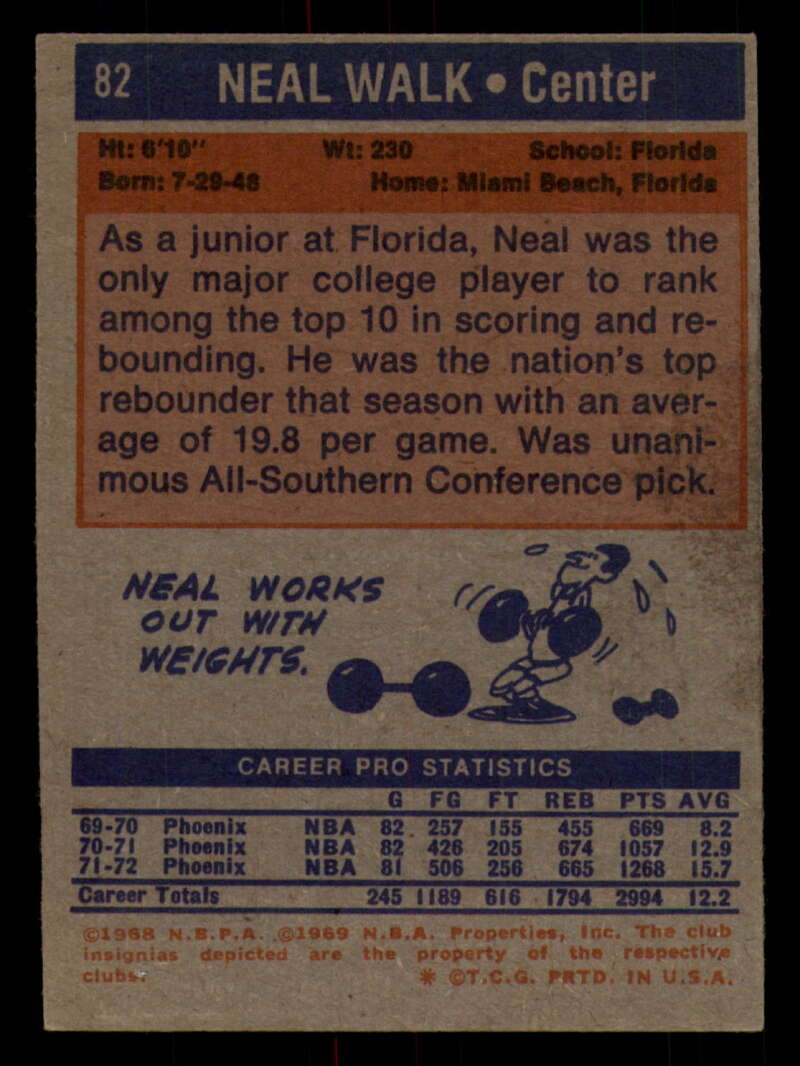 82 NEAL WALK • Center
Ht: 6'10" Wt: 230 School: Florida
Born: 7-29-48 Home: Miami Beach, Florida
As a junior at Florida, Neal was the
only major college player to rank
among the top 10 in scoring and re-
bounding. He was the nation's top
rebounder that season with an aver-
age of 19.8 per game. Was unani-
mous All-Southern Conference pick.
NEAL WORKS
OUT WITH
WEIGHTS.
CAREER PRO STATISTICS
G FG FT REB PTS AVG
69-70 Phoenix NBA 82 257 155 455 669 8.2
70-71 Phoenix NBA 82 426 205 674 1057 12.9
71-72 Phoenix NBA 81 506 256 665 1268 15.7
Career Totals 245 1189 616 1794 2994 12.2
©1968 N.B.P.A. ©1969 N.B.A. Properties, Inc. The club
insignias depicted are the property of the respective
clubs. * ©T.C.G. PRTD. IN U.S.A.